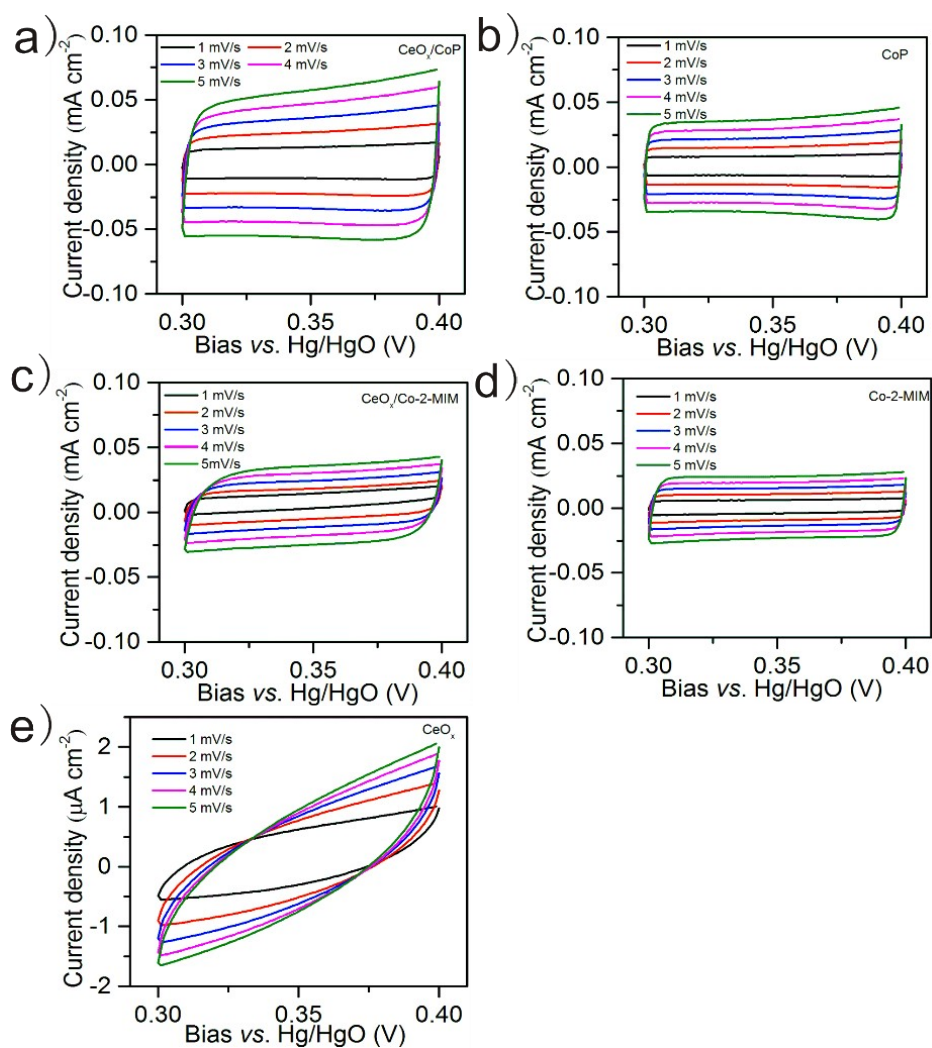 a)
Current density (mA cm⁻²)
0.10
0.05
0.00
-0.05
-0.10
1 mV/s 2 mV/s
3 mV/s 4 mV/s
5 mV/s
CeOₓ/CoP
0.30 0.35 0.40
Bias vs. Hg/HgO (V)
b)
Current density (mA cm⁻²)
0.10
0.05
0.00
-0.05
-0.10
1 mV/s
2 mV/s
3 mV/s
4 mV/s
5 mV/s
CoP
0.30 0.35 0.40
Bias vs. Hg/HgO (V)
c)
Current density (mA cm⁻²)
0.10
0.05
0.00
-0.05
-0.10
1 mV/s
2 mV/s
3 mV/s
4 mV/s
5mV/s
CeOₓ/Co-2-MIM
0.30 0.35 0.40
Bias vs. Hg/HgO (V)
d)
Current density (mA cm⁻²)
0.10
0.05
0.00
-0.05
-0.10
1 mV/s
2 mV/s
3 mV/s
4 mV/s
5 mV/s
Co-2-MIM
0.30 0.35 0.40
Bias vs. Hg/HgO (V)
e)
Current density (μA cm⁻²)
2
1
0
-1
-2
1 mV/s
2 mV/s
3 mV/s
4 mV/s
5 mV/s
CeOₓ
0.30 0.35 0.40
Bias vs. Hg/HgO (V)